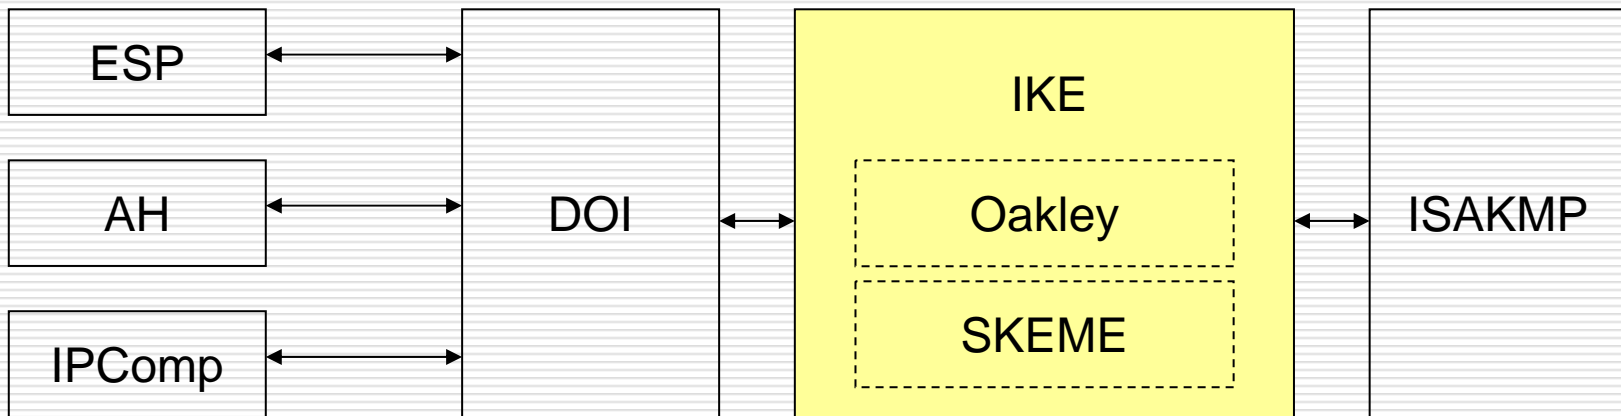 ESP
AH
IPComp
DOI
IKE
Oakley
SKEME
ISAKMP